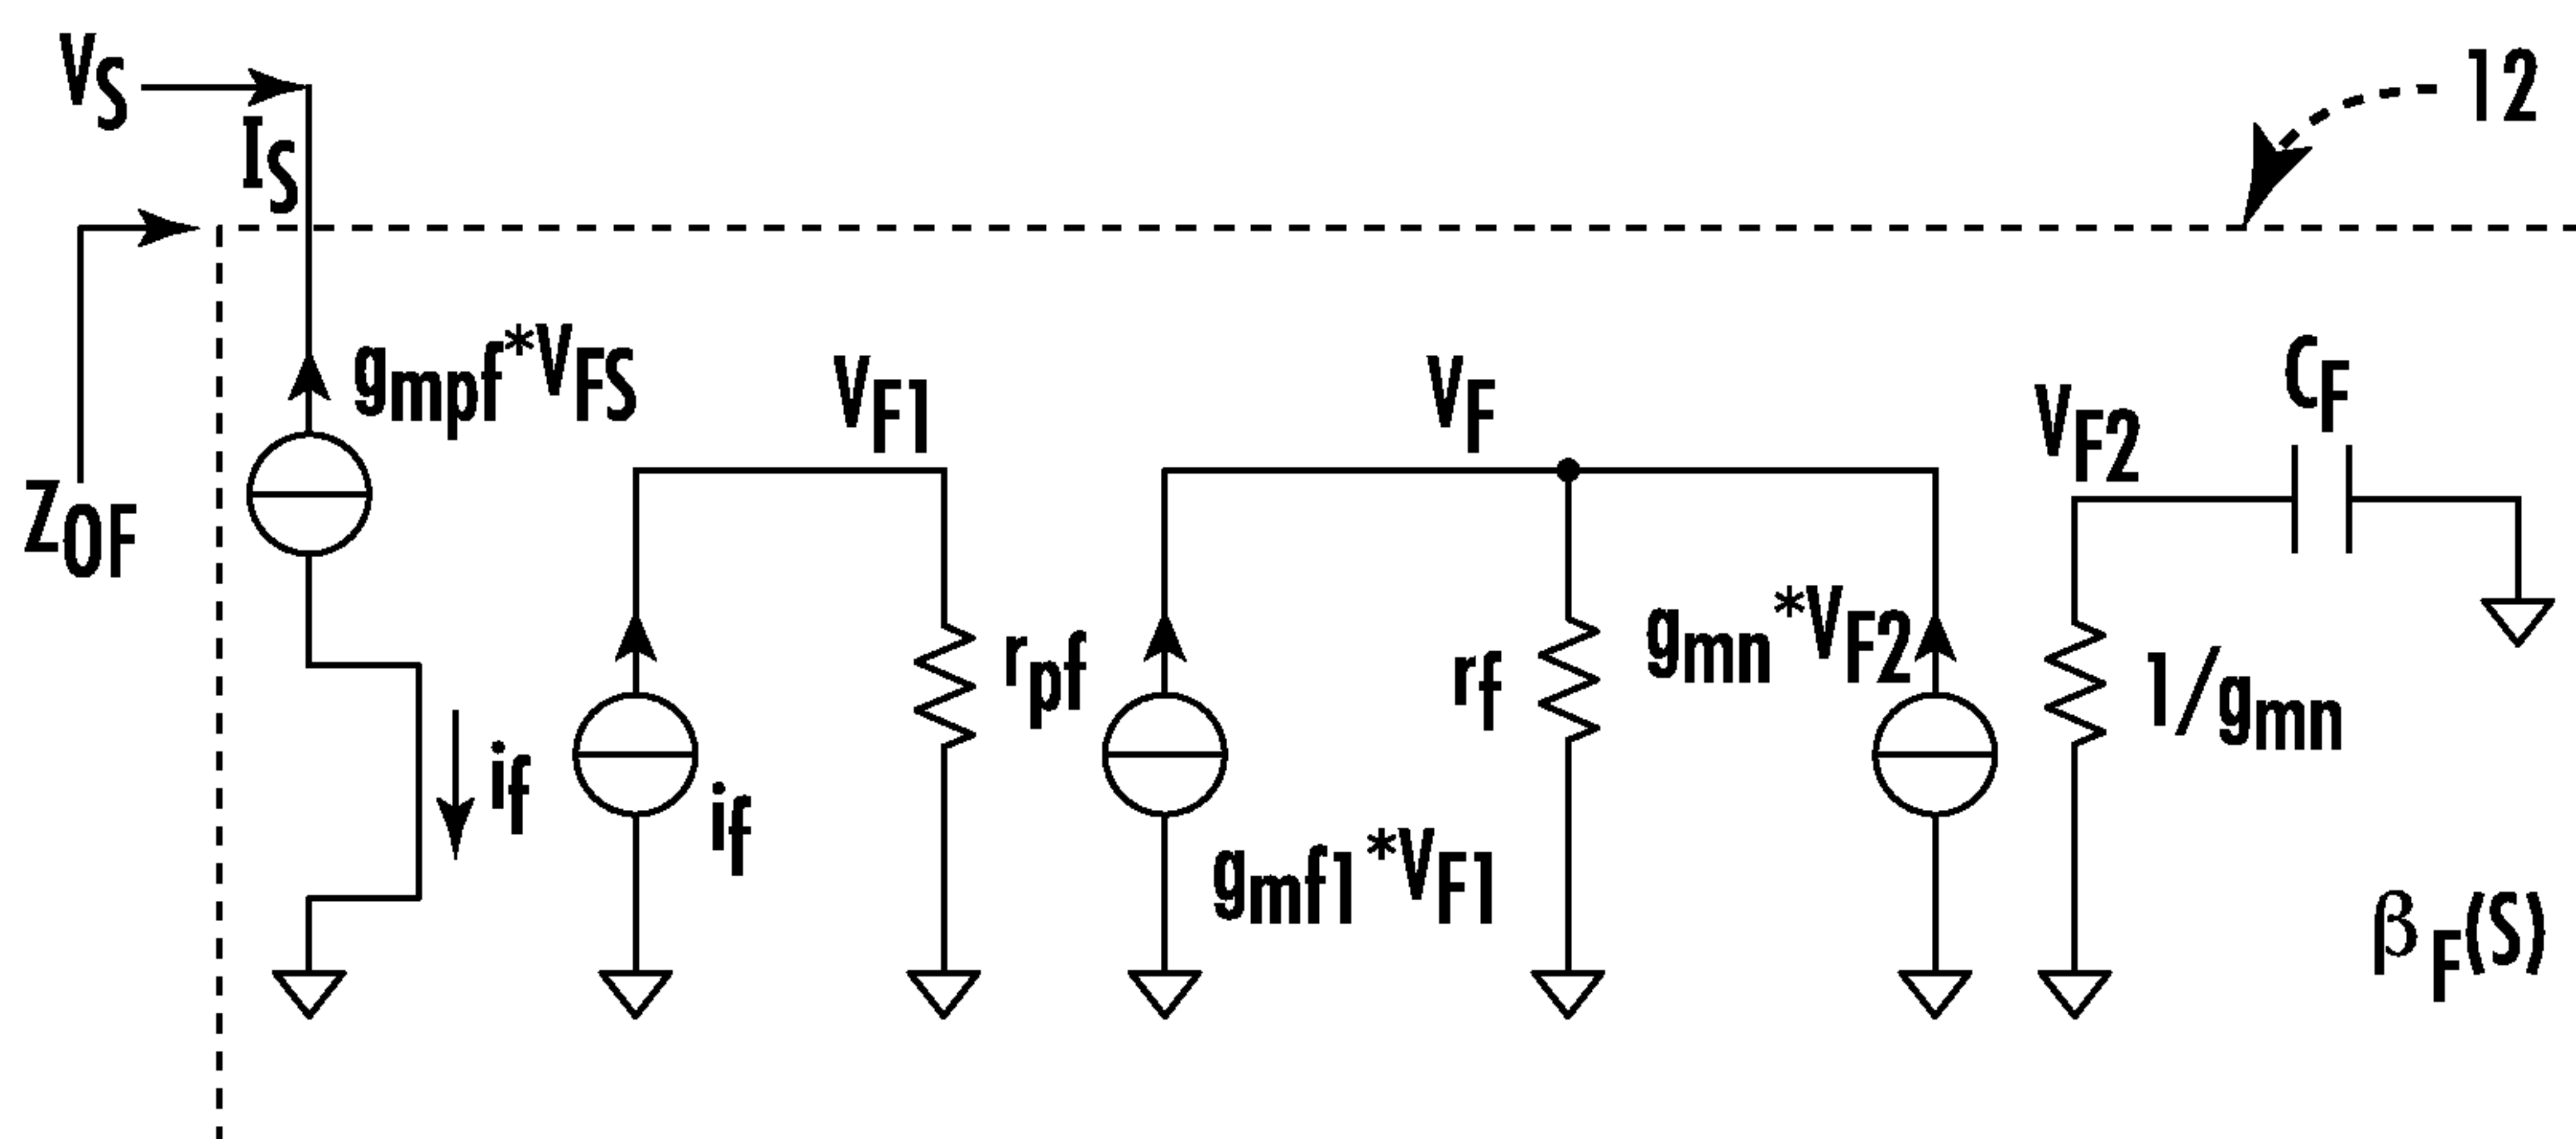 VS
IS
12
ZOF
gmpf*VFS
if
VF1
if
rpf
VF
gmf1*VF1
rf
gmn*VF2
VF2
CF
1/gmn
βF(S)